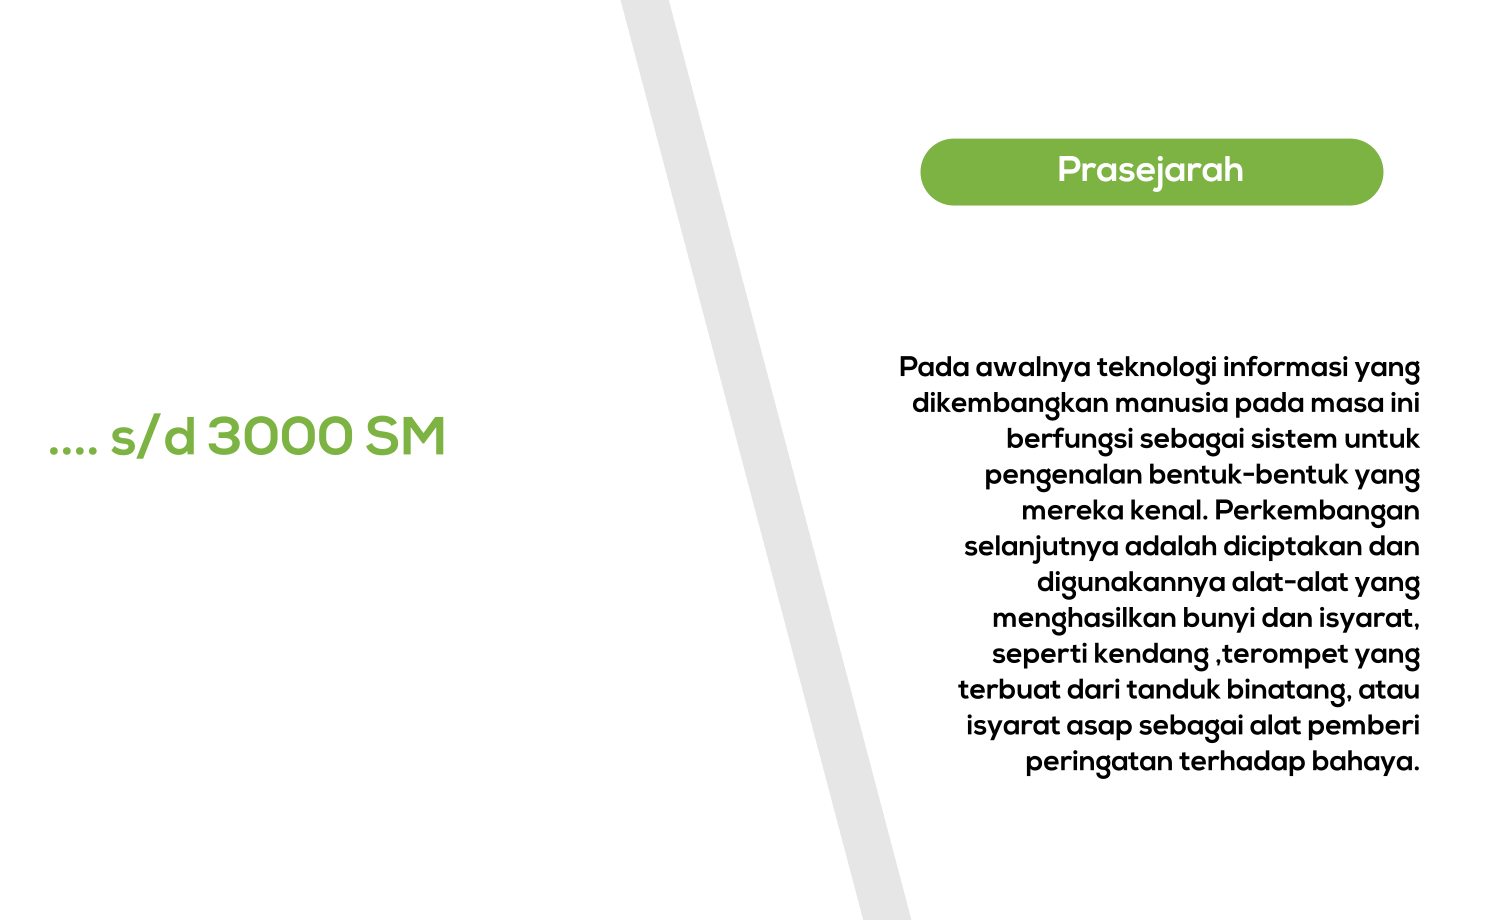 .... s/d 3000 SM
Prasejarah
Pada awalnya teknologi informasi yang
dikembangkan manusia pada masa ini
berfungsi sebagai sistem untuk
pengenalan bentuk-bentuk yang
mereka kenal. Perkembangan
selanjutnya adalah diciptakan dan
digunakannya alat-alat yang
menghasilkan bunyi dan isyarat,
seperti kendang ,terompet yang
terbuat dari tanduk binatang, atau
isyarat asap sebagai alat pemberi
peringatan terhadap bahaya.